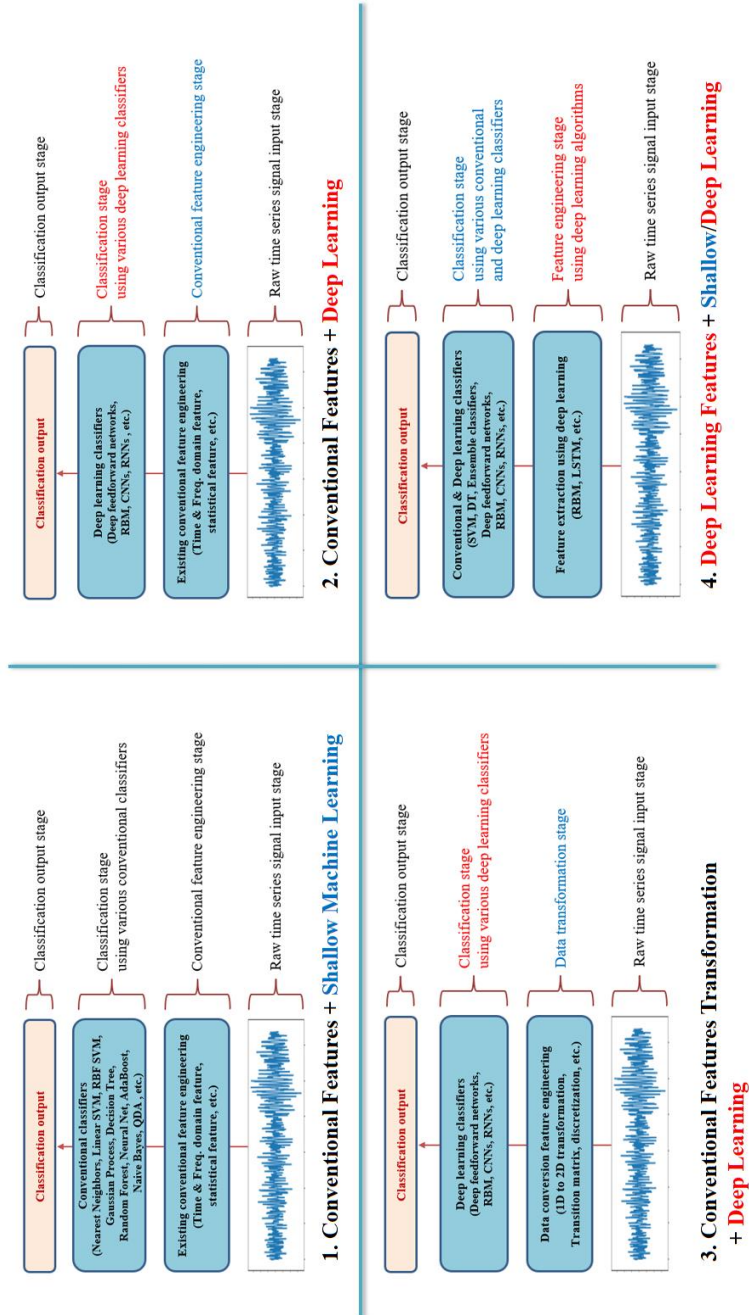 Classification output
Classification output stage
Conventional classifiers
(Nearest Neighbors, Linear SVM, RBF SVM,
Gaussian Process, Decision Tree,
Random Forest, Neural Net, AdaBoost,
Naive Bayes, QDA , etc.)
Classification stage
using various conventional classifiers
Existing conventional feature engineering
(Time & Freq. domain feature,
statistical feature, etc.)
Conventional feature engineering stage
Raw time series signal input stage
1. Conventional Features + Shallow Machine Learning
Classification output
Classification output stage
Deep learning classifiers
(Deep feedforward networks,
RBM, CNNs, RNNs , etc.)
Classification stage
using various deep learning classifiers
Existing conventional feature engineering
(Time & Freq. domain feature,
statistical feature, etc.)
Conventional feature engineering stage
Raw time series signal input stage
2. Conventional Features + Deep Learning
Classification output
Classification output stage
Deep learning classifiers
(Deep feedforward networks,
RBM, CNNs, RNNs, etc.)
Classification stage
using various deep learning classifiers
Data conversion feature engineering
(1D to 2D transformation,
Transition matrix, discretization, etc.)
Data transformation stage
Raw time series signal input stage
3. Conventional Features Transformation
+ Deep Learning
Classification output
Classification output stage
Conventional & Deep learning classifiers
(SVM, DT, Ensemble classifiers,
Deep feedforward networks,
RBM, CNNs, RNNs, etc.)
Classification stage
using various conventional
and deep learning classifiers
Feature extraction using deep learning
(RBM, LSTM, etc.)
Feature engineering stage
using deep learning algorithms
Raw time series signal input stage
4. Deep Learning Features + Shallow/Deep Learning